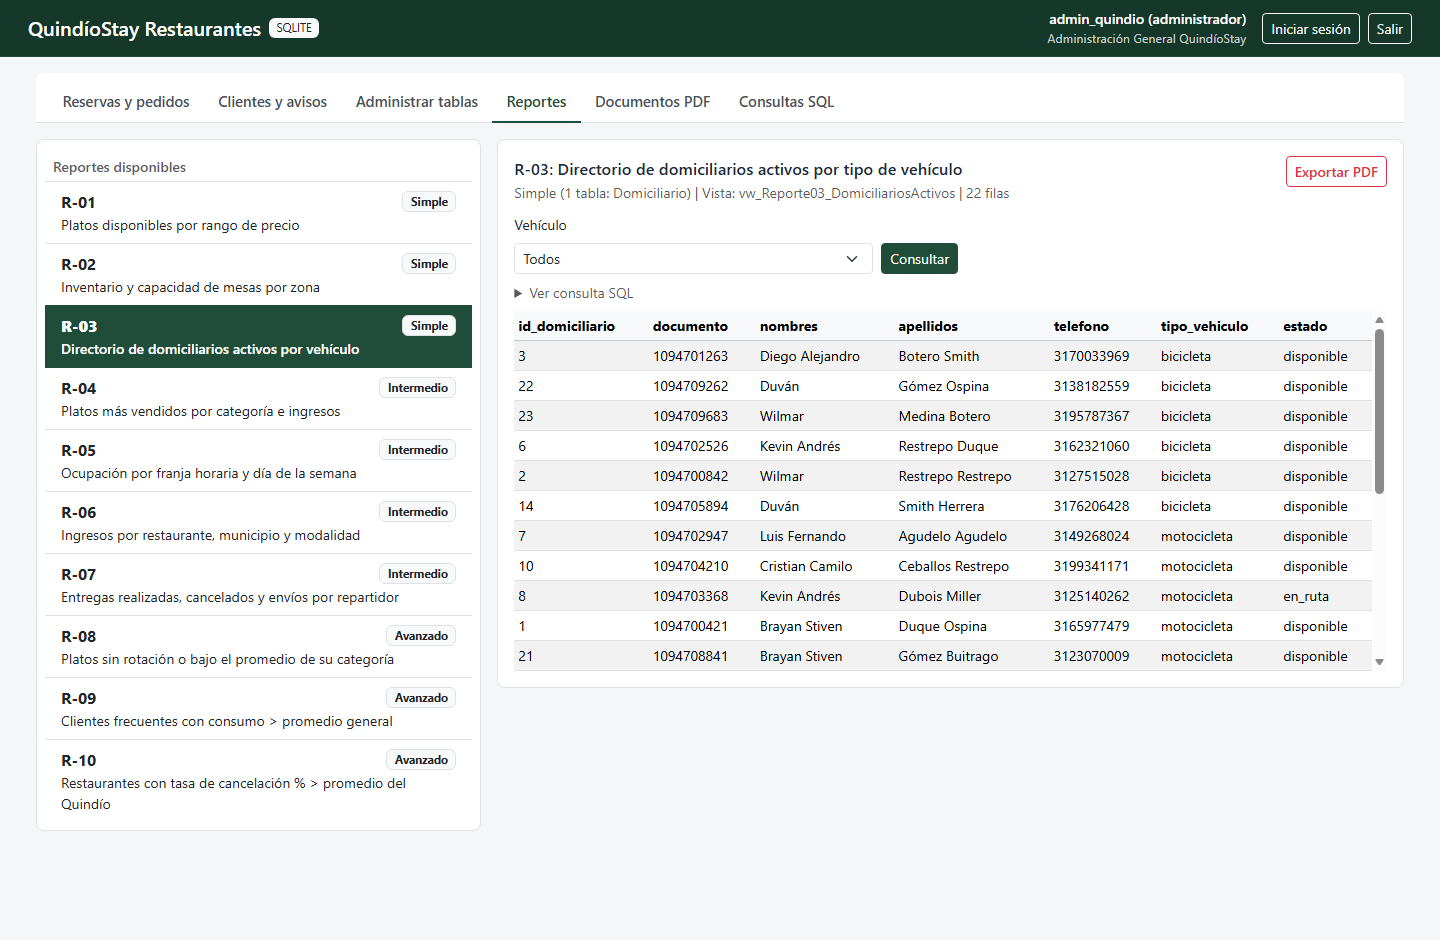 QuindíoStay Restaurantes SQLITE
admin_quindio (administrador)
Administración General QuindíoStay
Iniciar sesión
Salir
Reservas y pedidos Clientes y avisos Administrar tablas Reportes Documentos PDF Consultas SQL
Reportes disponibles
R-01 Simple
Platos disponibles por rango de precio
R-02 Simple
Inventario y capacidad de mesas por zona
R-03 Simple
Directorio de domiciliarios activos por vehículo
R-04 Intermedio
Platos más vendidos por categoría e ingresos
R-05 Intermedio
Ocupación por franja horaria y día de la semana
R-06 Intermedio
Ingresos por restaurante, municipio y modalidad
R-07 Intermedio
Entregas realizadas, cancelados y envíos por repartidor
R-08 Avanzado
Platos sin rotación o bajo el promedio de su categoría
R-09 Avanzado
Clientes frecuentes con consumo > promedio general
R-10 Avanzado
Restaurantes con tasa de cancelación % > promedio del
Quindío
R-03: Directorio de domiciliarios activos por tipo de vehículo
Simple (1 tabla: Domiciliario) | Vista: vw_Reporte03_DomiciliariosActivos | 22 filas
Exportar PDF
Vehículo
Todos
Consultar
Ver consulta SQL
id_domiciliario documento nombres apellidos telefono tipo_vehiculo estado
3 1094701263 Diego Alejandro Botero Smith 3170033969 bicicleta disponible
22 1094709262 Duván Gómez Ospina 3138182559 bicicleta disponible
23 1094709683 Wilmar Medina Botero 3195787367 bicicleta disponible
6 1094702526 Kevin Andrés Restrepo Duque 3162321060 bicicleta disponible
2 1094700842 Wilmar Restrepo Restrepo 3127515028 bicicleta disponible
14 1094705894 Duván Smith Herrera 3176206428 bicicleta disponible
7 1094702947 Luis Fernando Agudelo Agudelo 3149268024 motocicleta disponible
10 1094704210 Cristian Camilo Ceballos Restrepo 3199341171 motocicleta disponible
8 1094703368 Kevin Andrés Dubois Miller 3125140262 motocicleta en_ruta
1 1094700421 Brayan Stiven Duque Ospina 3165977479 motocicleta disponible
21 1094708841 Brayan Stiven Gómez Buitrago 3123070009 motocicleta disponible